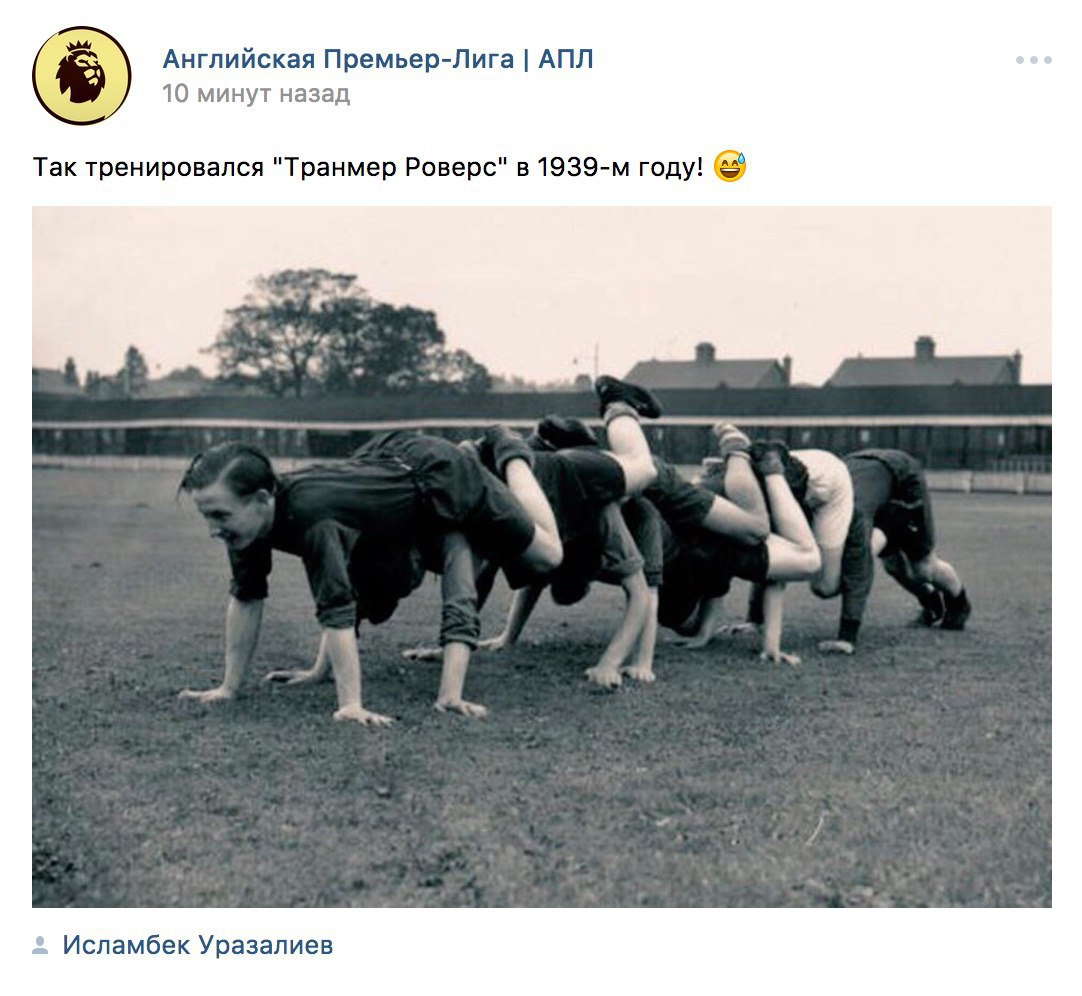 Английская Премьер-Лига | АПЛ
10 минут назад
Так тренировался "Транмер Роверс" в 1939-м году! 😅
Исламбек Уразалиев